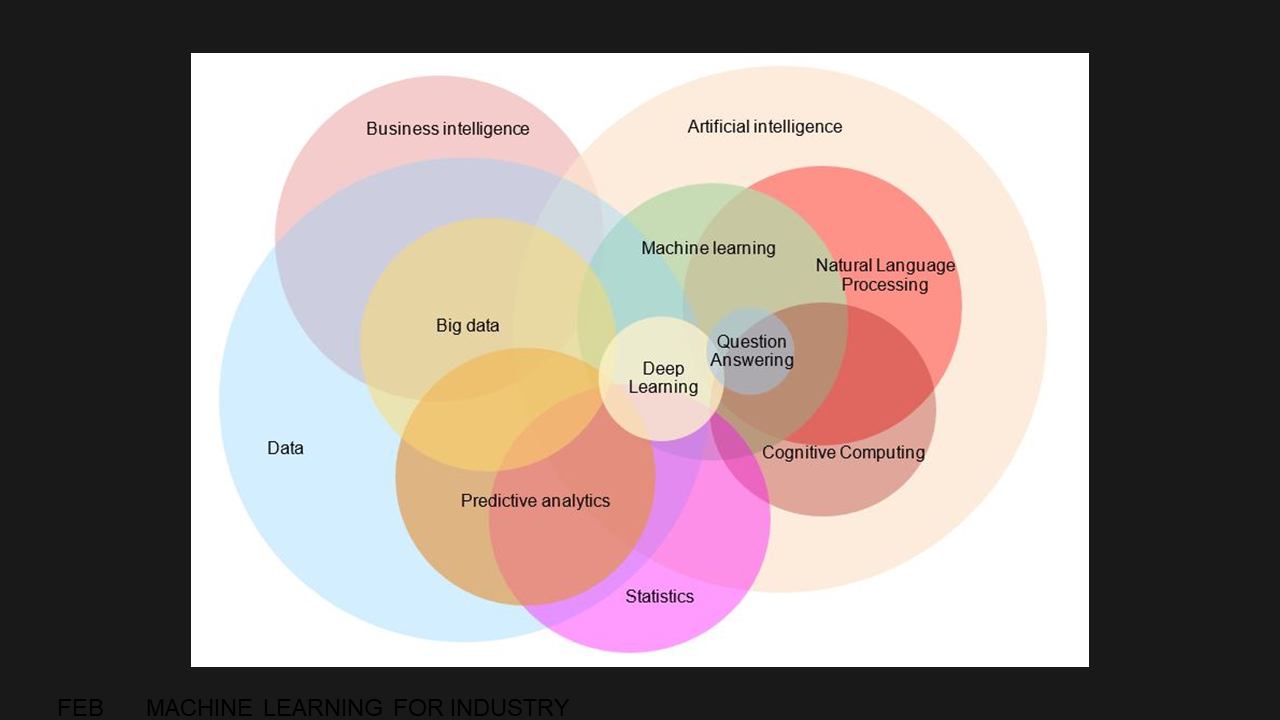 Business intelligence
Artificial intelligence
Machine learning
Natural Language
Processing
Big data
Question
Answering
Deep
Learning
Data
Cognitive Computing
Predictive analytics
Statistics
FEB MACHINE LEARNING FOR INDUSTRY